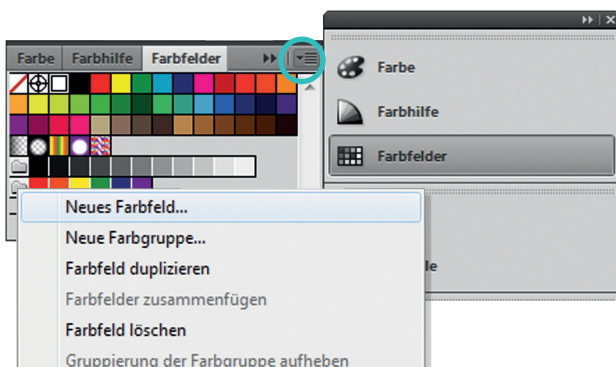 Farbe Farbhilfe Farbfelder
Farbe
Farbhilfe
Farbfelder
le
Neues Farbfeld...
Neue Farbgruppe...
Farbfeld duplizieren
Farbfelder zusammenfügen
Farbfeld löschen
Gruppierung der Farbgruppe aufheben